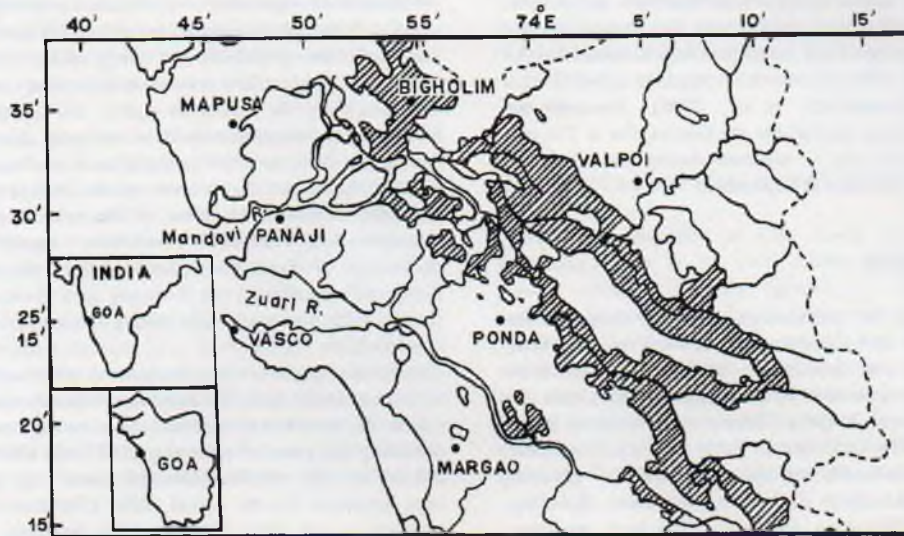 40' 50' 55' 74° E 5' 10' 15'
35'
BIGHOLIM
MAPUSA
VALPOI
30'
R.
Mandovi PANAJI
INDIA
GOA
Zuari R.
25'
15°
VASCO
PONDA
20'
GOA
MARGAO
15'